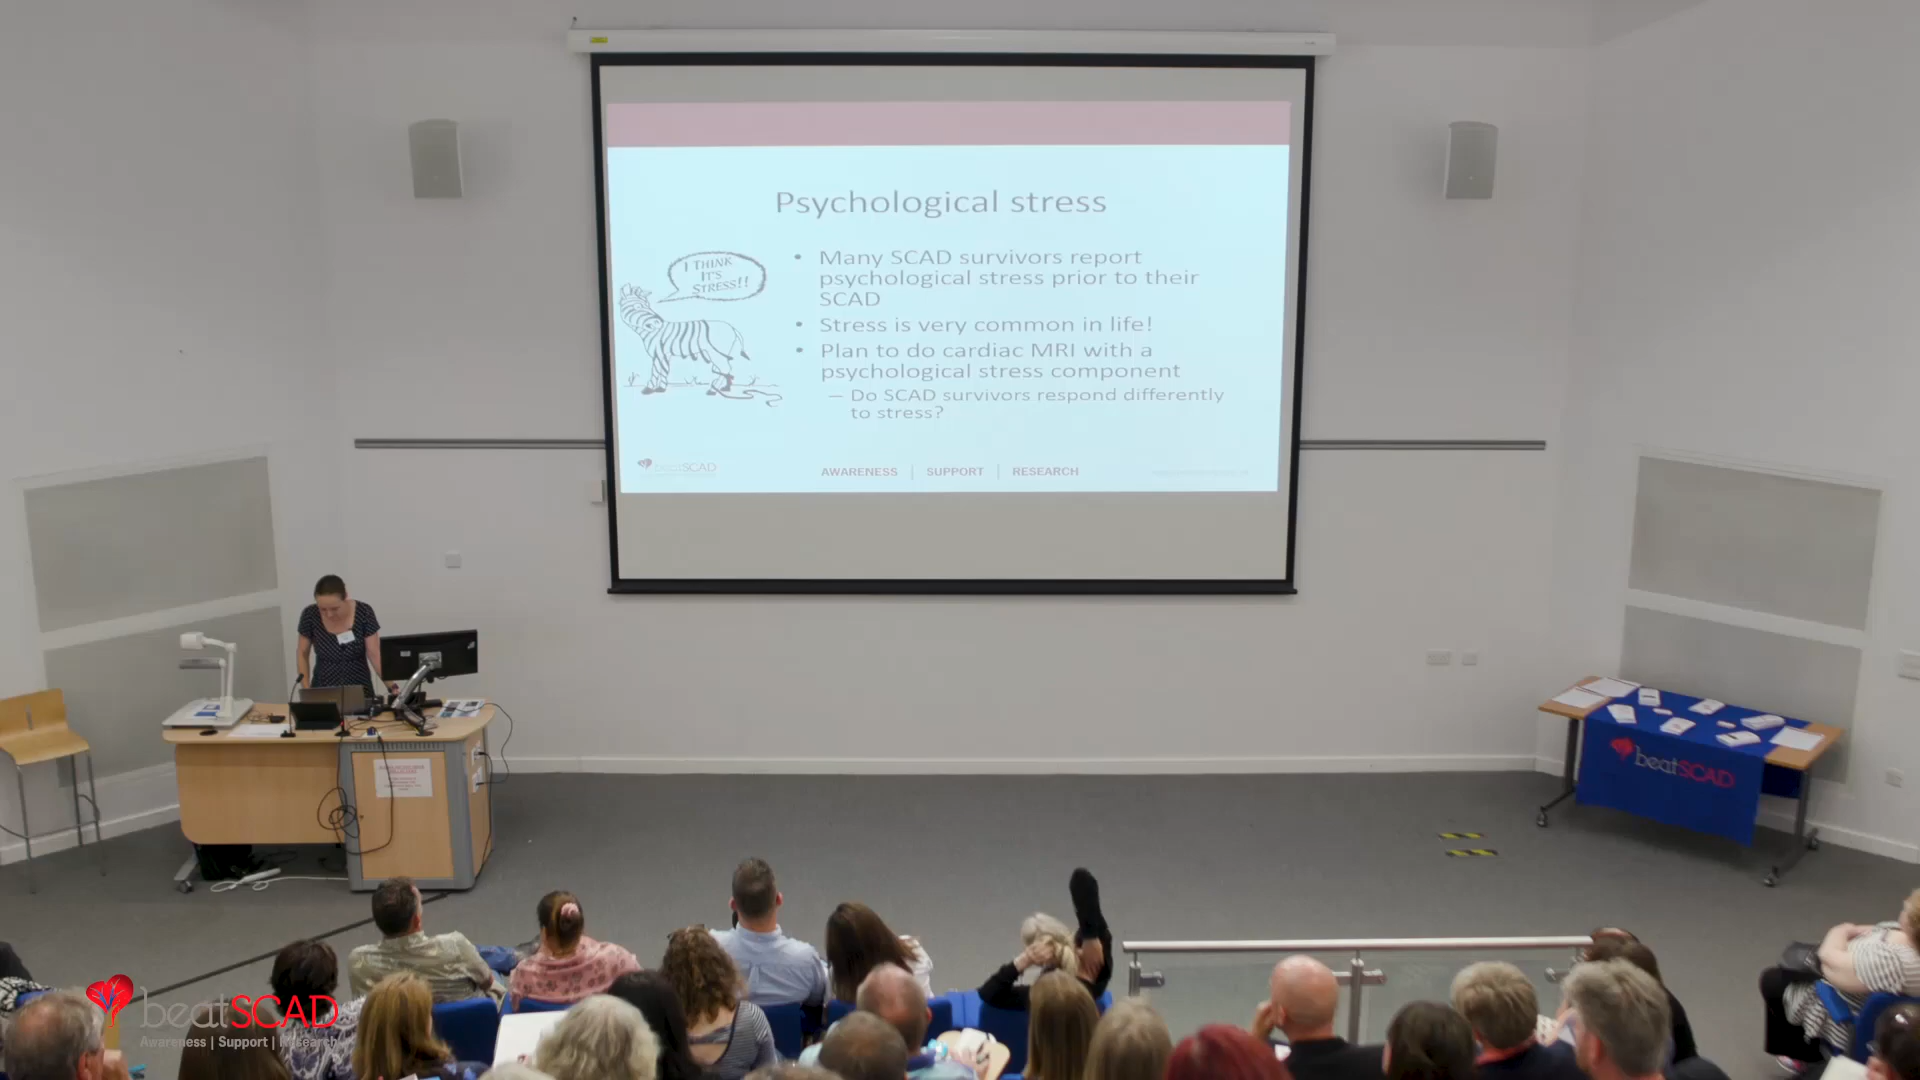 Psychological stress
I THINK
IT'S
STRESS!!
• Many SCAD survivors report
psychological stress prior to their
SCAD
• Stress is very common in life!
• Plan to do cardiac MRI with a
psychological stress component
– Do SCAD survivors respond differently
to stress?
beatSCAD
AWARENESS | SUPPORT | RESEARCH
beatSCAD
beatSCAD
Awareness | Support | Research